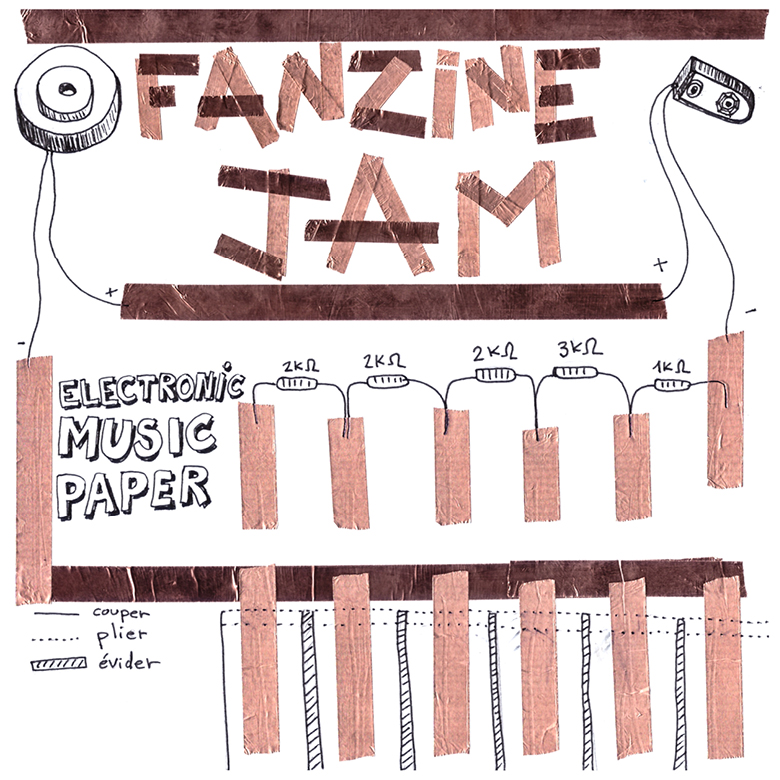 FANZiNE
JAM
+
+
-
-
2KΩ 2KΩ 2KΩ 3KΩ 1KΩ
ELECTRONiC
MUSIC
PAPER
couper
plier
évider